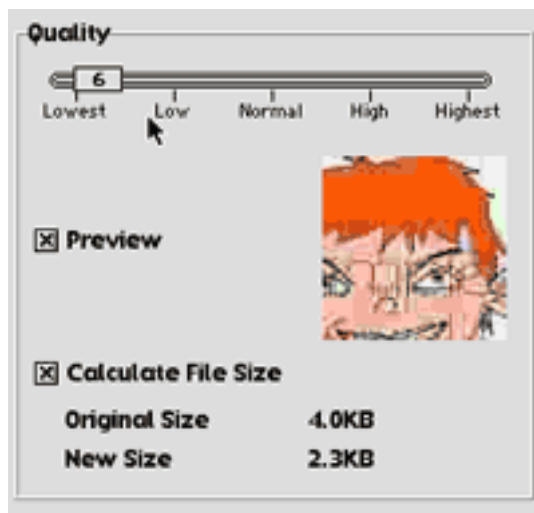 Quality
6
Lowest Low Normal High Highest
Preview
Calculate File Size
Original Size 4.0KB
New Size 2.3KB